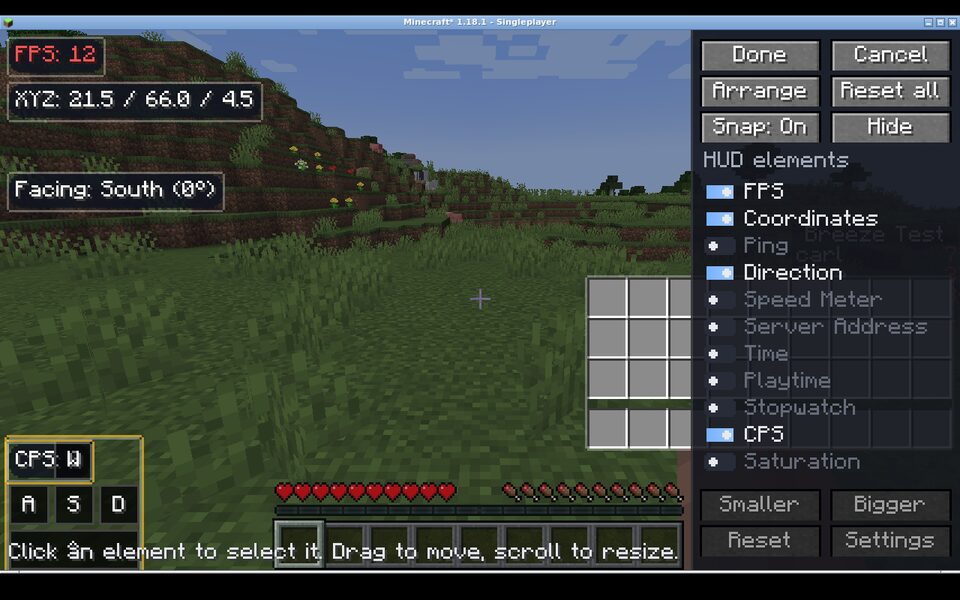 Minecraft* 1.18.1 - Singleplayer
FPS: 12
XYZ: 21.5 / 66.0 / 4.5
Facing: South (0°)
Done
Cancel
Arrange
Reset all
Snap: On
Hide
HUD elements
FPS
Coordinates
Ping
Direction
Speed Meter
Server Address
Time
Playtime
Stopwatch
CPS
Saturation
Breeze Test
carl
Smaller
Bigger
Reset
Settings
CPS: W
A S D
Click an element to select it. Drag to move, scroll to resize.